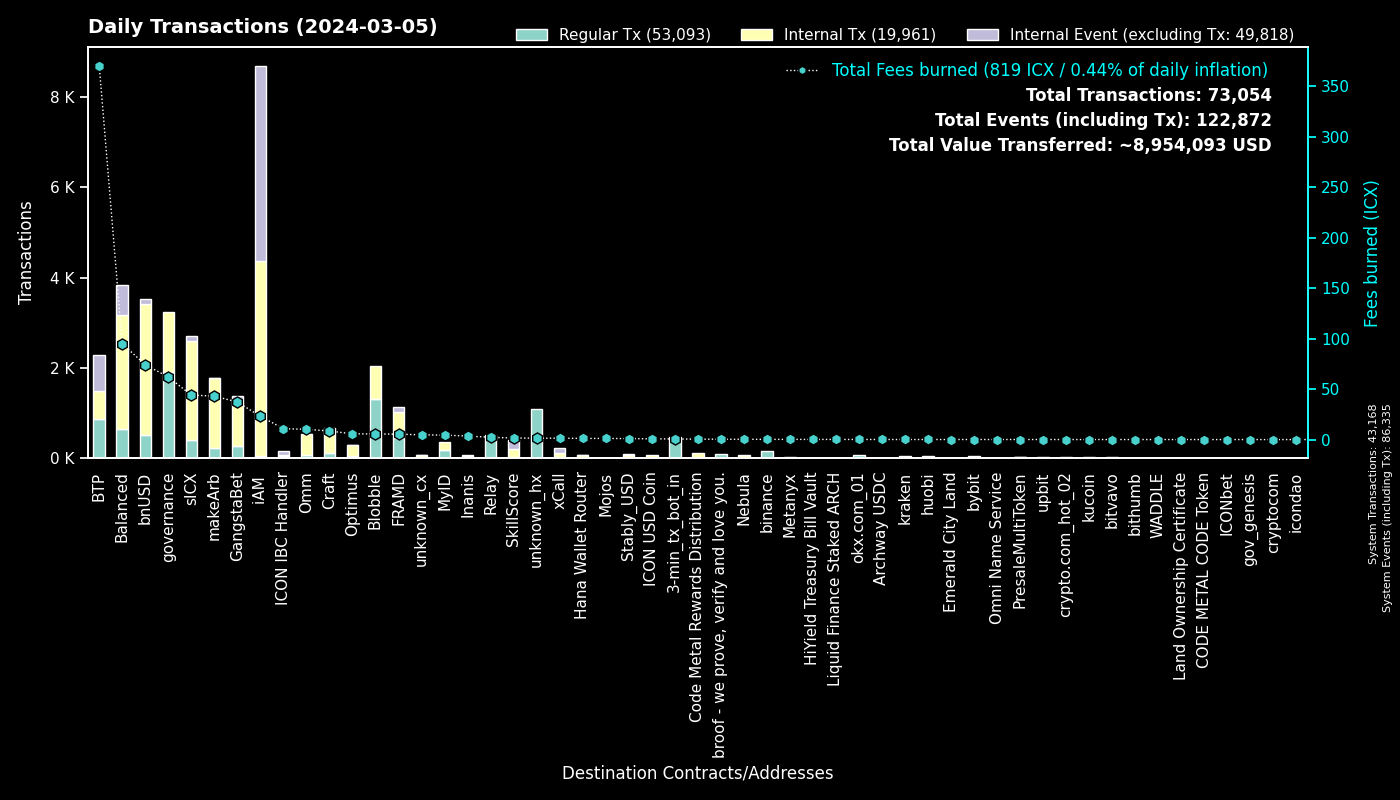 Daily Transactions (2024-03-05)
Regular Tx (53,093)
Internal Tx (19,961)
Internal Event (excluding Tx: 49,818)
Total Fees burned (819 ICX / 0.44% of daily inflation)
Total Transactions: 73,054
Total Events (including Tx): 122,872
Total Value Transferred: ~8,954,093 USD
Transactions
8 K
6 K
4 K
2 K
0 K
350
300
250
200
150
100
50
0
Fees burned (ICX)
System Transactions: 43,168
System Events (including Tx): 86,335
BTP
Balanced
bnUSD
governance
sICX
makeArb
GangstaBet
iAM
ICON IBC Handler
Omm
Craft
Optimus
Blobble
FRAMD
unknown_cx
MyID
Inanis
Relay
SkillScore
unknown_hx
xCall
Hana Wallet Router
Mojos
Stably_USD
ICON USD Coin
3-min_tx_bot_in
Code Metal Rewards Distribution
broof - we prove, verify and love you.
Nebula
binance
Metanyx
HiYield Treasury Bill Vault
Liquid Finance Staked ARCH
okx.com_01
Archway USDC
kraken
huobi
Emerald City Land
bybit
Omni Name Service
PresaleMultiToken
upbit
crypto.com_hot_02
kucoin
bitvavo
bithumb
WADDLE
Land Ownership Certificate
CODE METAL CODE Token
ICONbet
gov_genesis
cryptocom
icondao
Destination Contracts/Addresses